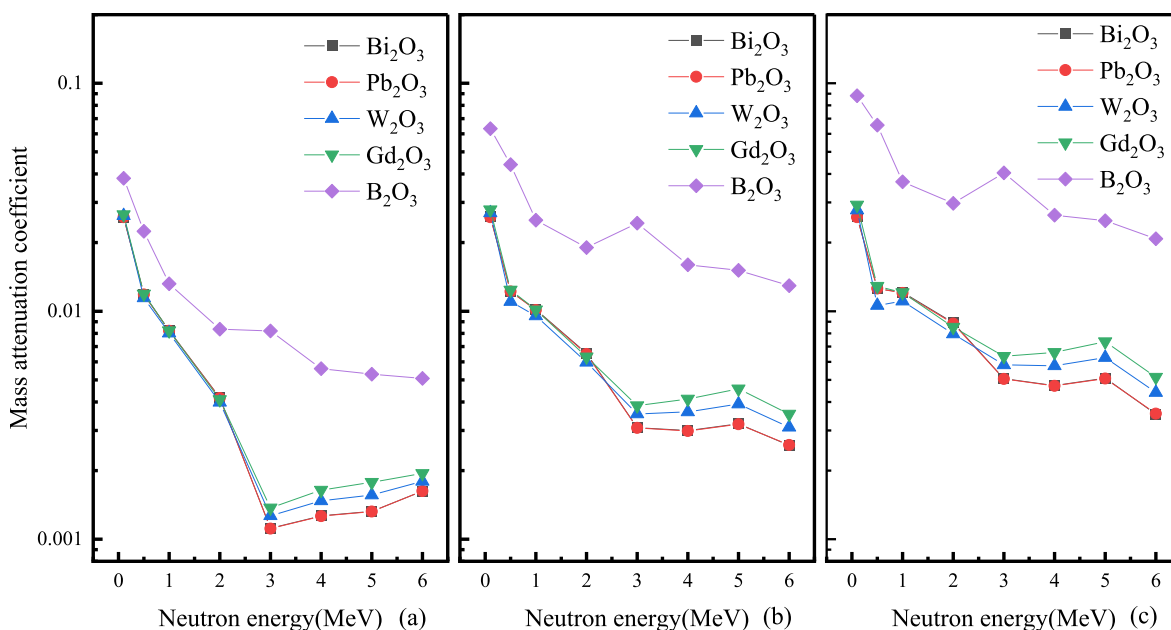 Mass attenuation coefficient
0.1
0.01
0.001
Bi₂O₃
Pb₂O₃
W₂O₃
Gd₂O₃
B₂O₃
0 1 2 3 4 5 6
Neutron energy(MeV) (a)
Bi₂O₃
Pb₂O₃
W₂O₃
Gd₂O₃
B₂O₃
0 1 2 3 4 5 6
Neutron energy(MeV) (b)
Bi₂O₃
Pb₂O₃
W₂O₃
Gd₂O₃
B₂O₃
0 1 2 3 4 5 6
Neutron energy(MeV) (c)